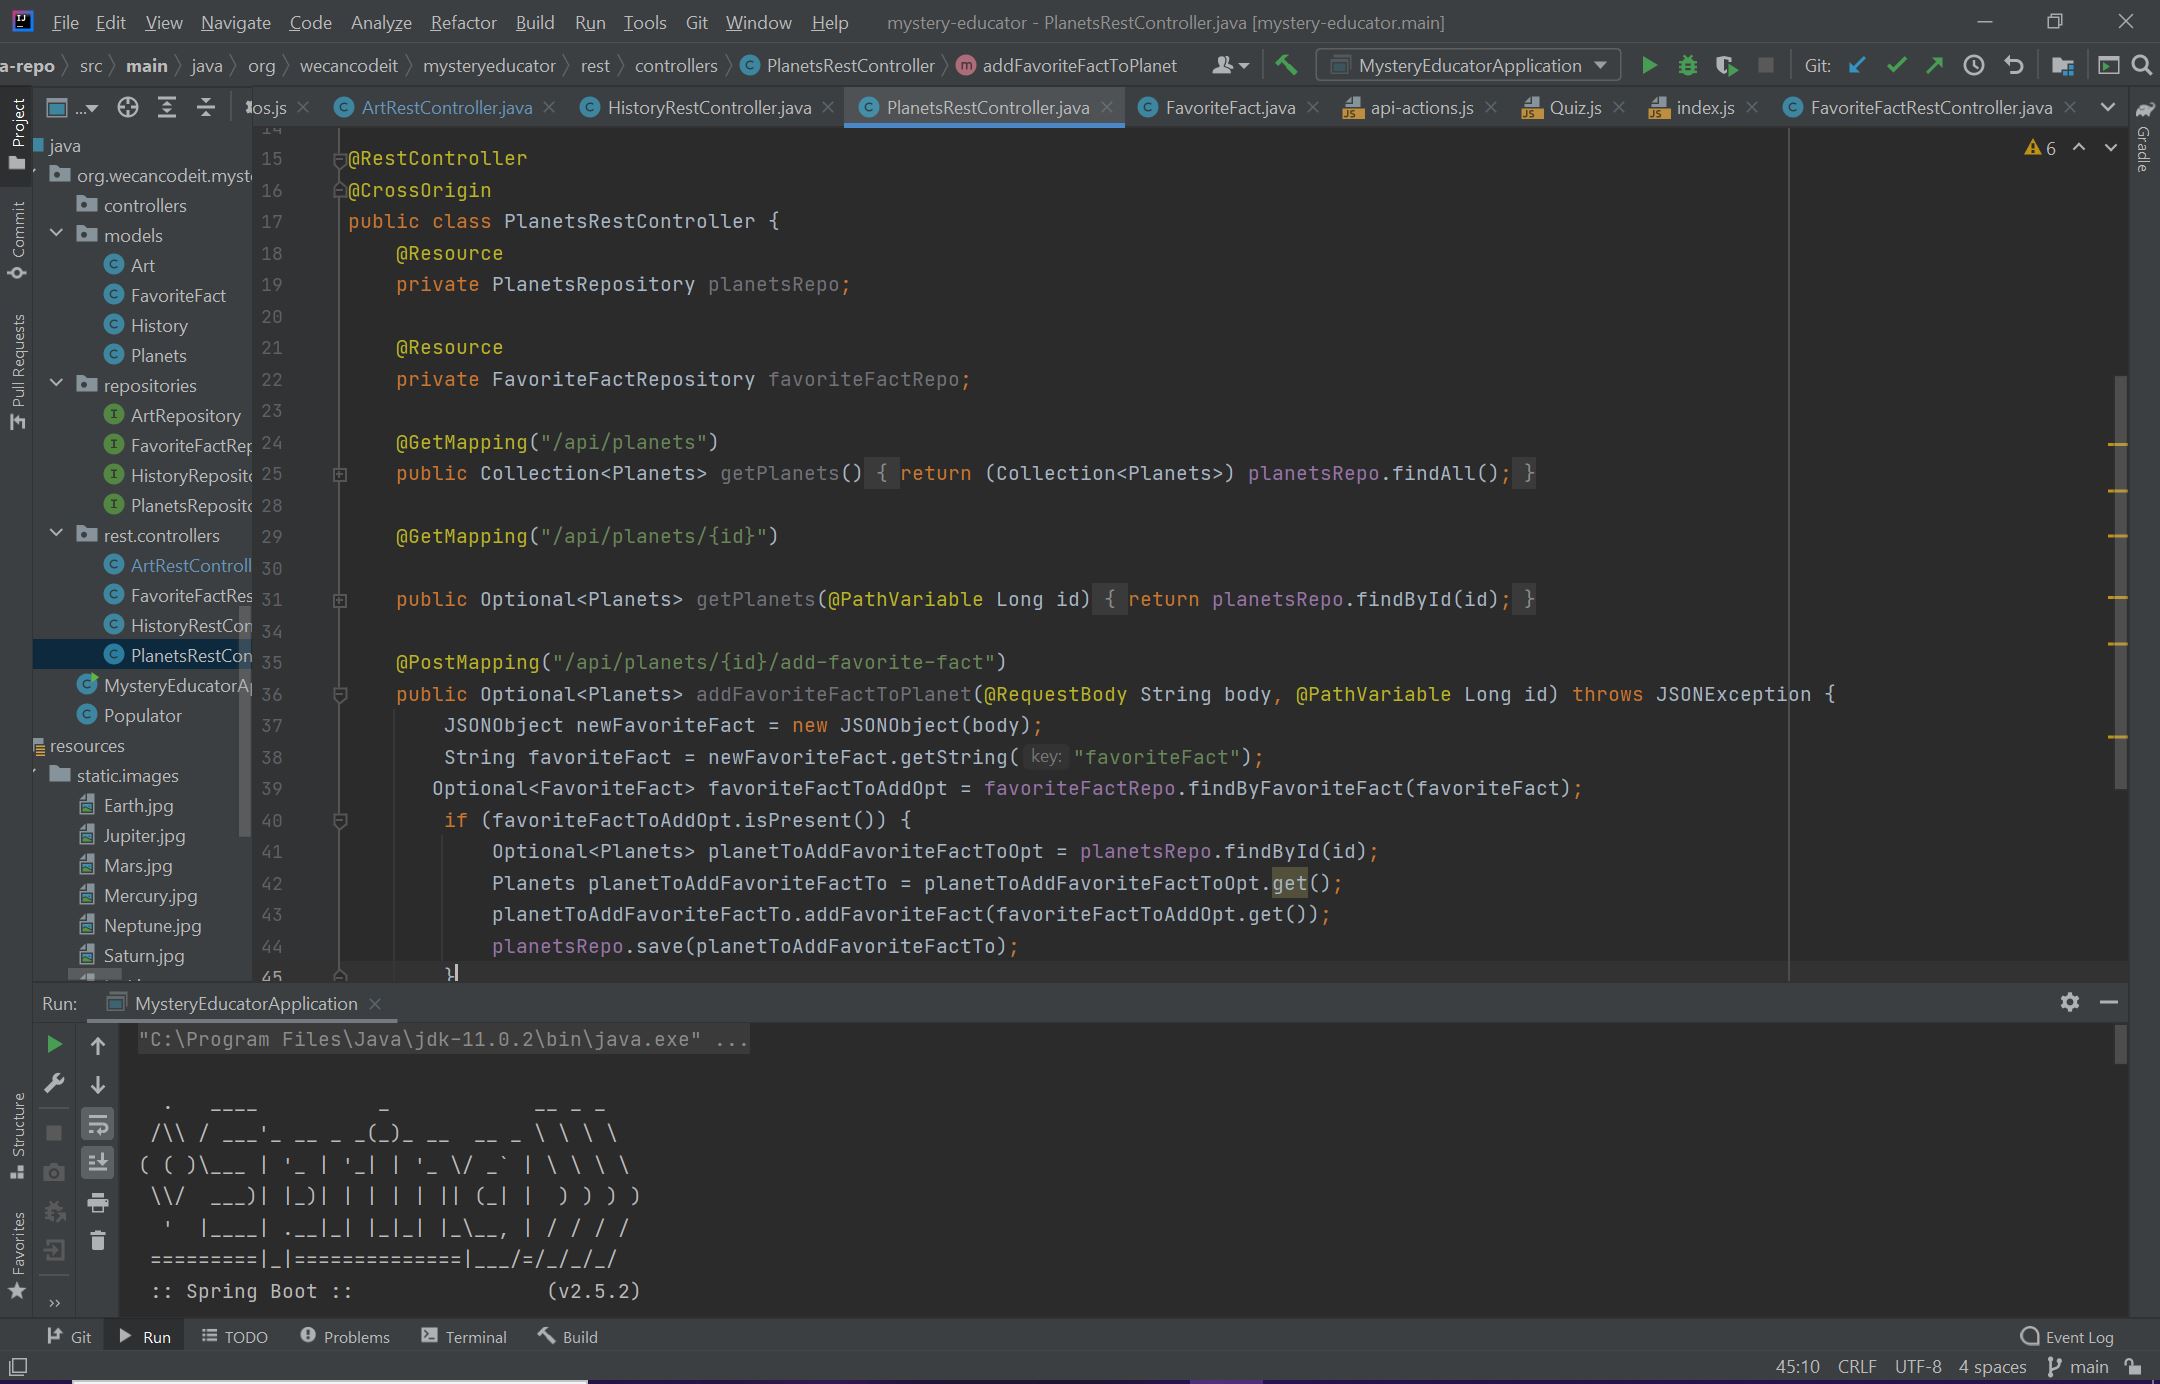 File Edit View Navigate Code Analyze Refactor Build Run Tools Git Window Help mystery-educator - PlanetsRestController.java [mystery-educator.main]
a-repo src main java org wecancodeit mysteryeducator rest controllers PlanetsRestController addFavoriteFactToPlanet MysteryEducatorApplication Git:
... os.js ArtRestController.java HistoryRestController.java PlanetsRestController.java FavoriteFact.java api-actions.js Quiz.js index.js FavoriteFactRestController.java
Project
Commit
Pull Requests
Structure
Favorites
Gradle
java
org.wecancodeit.myst
controllers
models
Art
FavoriteFact
History
Planets
repositories
ArtRepository
FavoriteFactRep
HistoryReposito
PlanetsReposito
rest.controllers
ArtRestControll
FavoriteFactRes
HistoryRestCon
PlanetsRestCon
MysteryEducatorA
Populator
resources
static.images
Earth.jpg
Jupiter.jpg
Mars.jpg
Mercury.jpg
Neptune.jpg
Saturn.jpg
6
14
15 @RestController
16 @CrossOrigin
17 public class PlanetsRestController {
18 @Resource
19 private PlanetsRepository planetsRepo;
20
21 @Resource
22 private FavoriteFactRepository favoriteFactRepo;
23
24 @GetMapping("/api/planets")
25 public Collection<Planets> getPlanets() { return (Collection<Planets>) planetsRepo.findAll(); }
28
29 @GetMapping("/api/planets/{id}")
30
31 public Optional<Planets> getPlanets(@PathVariable Long id) { return planetsRepo.findById(id); }
34
35 @PostMapping("/api/planets/{id}/add-favorite-fact")
36 public Optional<Planets> addFavoriteFactToPlanet(@RequestBody String body, @PathVariable Long id) throws JSONException {
37 JSONObject newFavoriteFact = new JSONObject(body);
38 String favoriteFact = newFavoriteFact.getString( key: "favoriteFact");
39 Optional<FavoriteFact> favoriteFactToAddOpt = favoriteFactRepo.findByFavoriteFact(favoriteFact);
40 if (favoriteFactToAddOpt.isPresent()) {
41 Optional<Planets> planetToAddFavoriteFactToOpt = planetsRepo.findById(id);
42 Planets planetToAddFavoriteFactTo = planetToAddFavoriteFactToOpt.get();
43 planetToAddFavoriteFactTo.addFavoriteFact(favoriteFactToAddOpt.get());
44 planetsRepo.save(planetToAddFavoriteFactTo);
45 }
Run: MysteryEducatorApplication
"C:\Program Files\Java\jdk-11.0.2\bin\java.exe" ...
  .   ____          _            __ _ _
 /\\ / ___'_ __ _ _(_)_ __  __ _ \ \ \ \
( ( )\___ | '_ | '_| | '_ \/ _` | \ \ \ \
 \\/  ___)| |_)| | | | | || (_| |  ) ) ) )
  '  |____| .__|_| |_|_| |_\__, | / / / /
 =========|_|==============|___/=/_/_/_/
 :: Spring Boot ::                (v2.5.2)
Git Run TODO Problems Terminal Build Event Log
45:10 CRLF UTF-8 4 spaces main